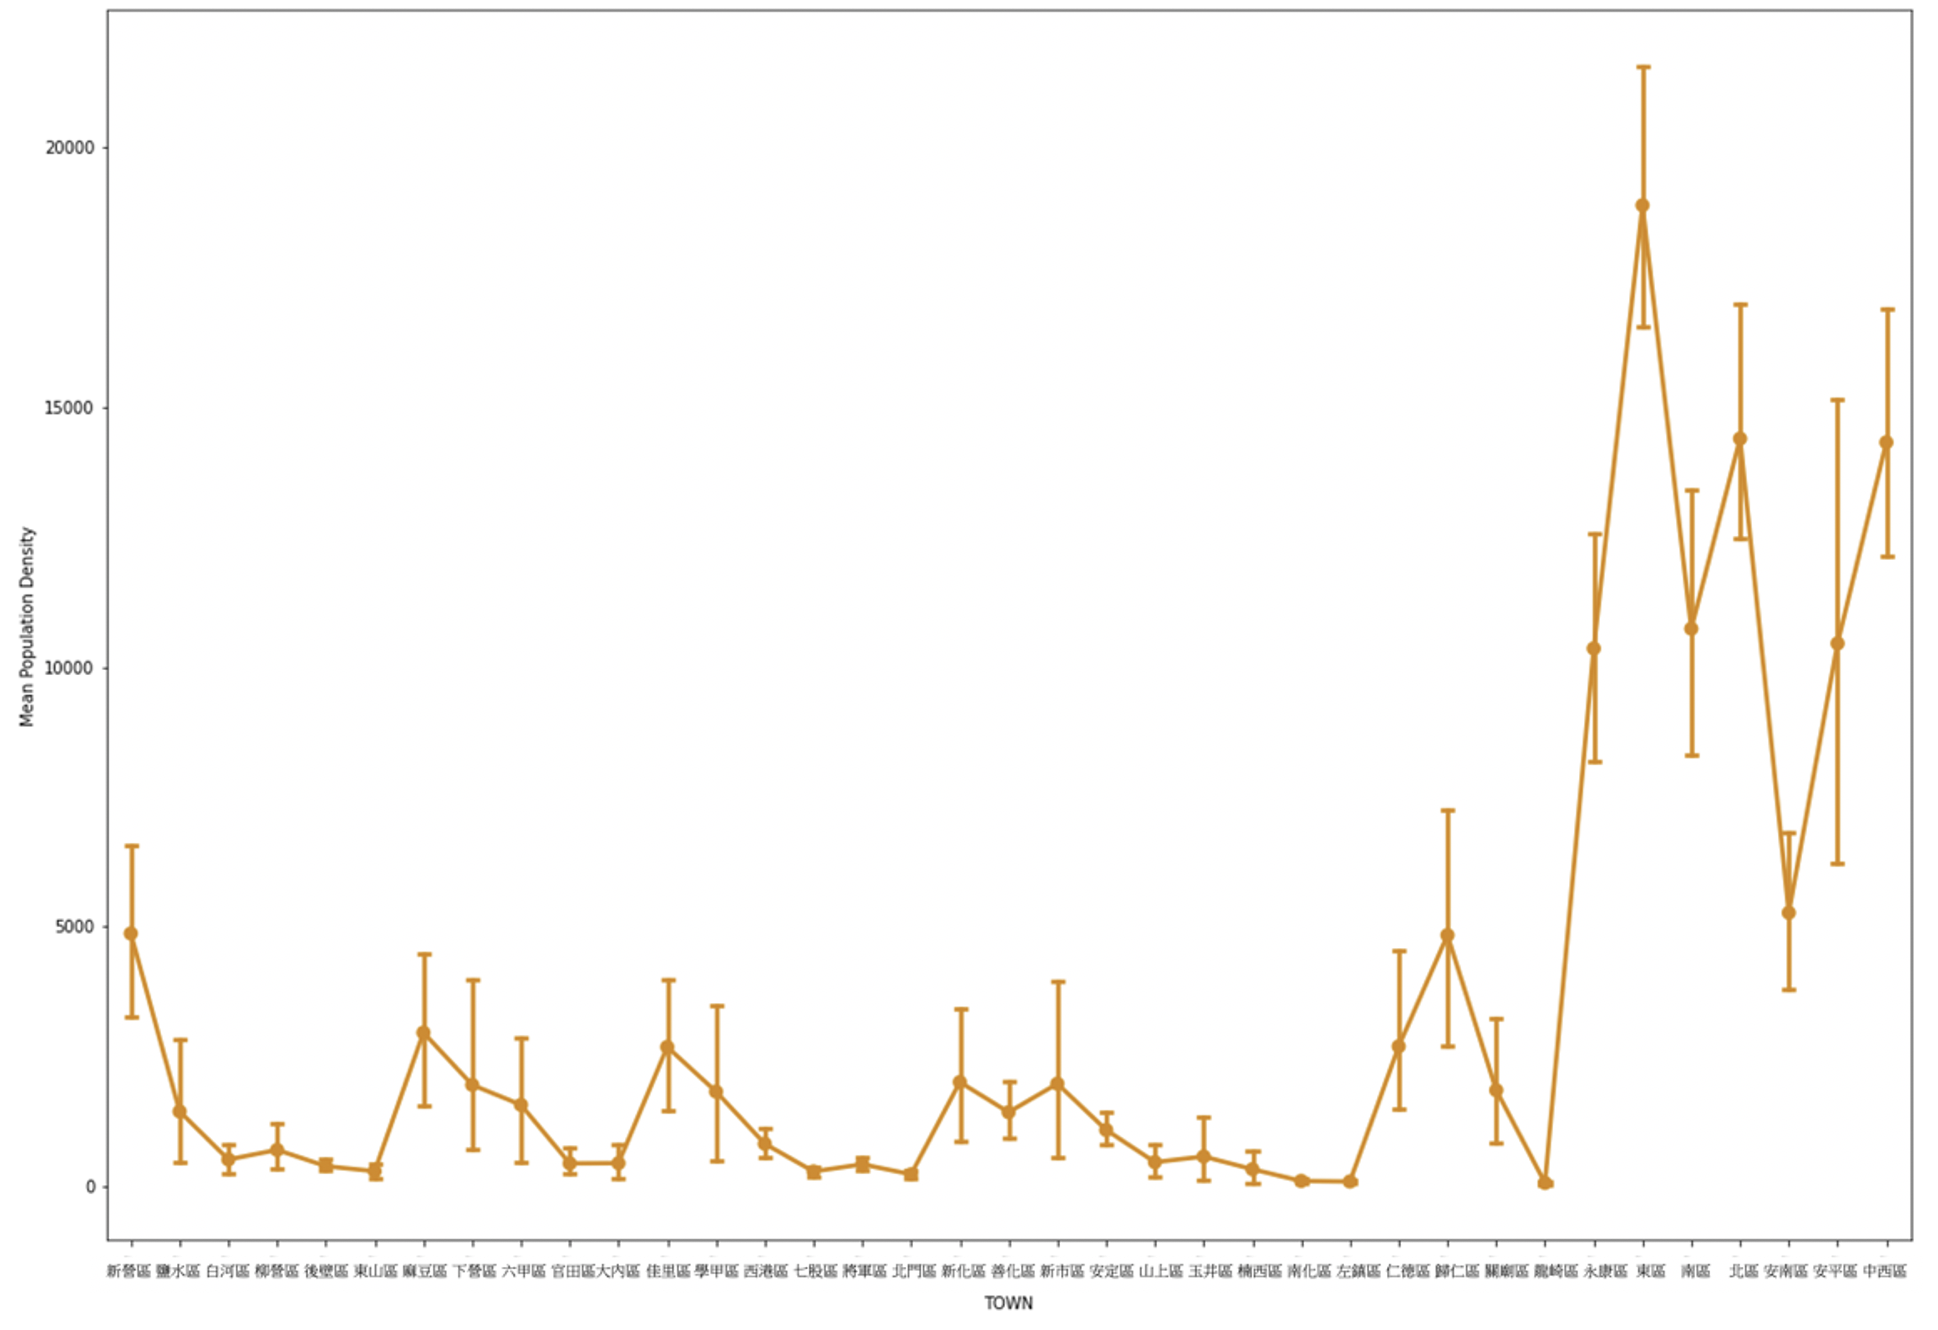 20000
15000
10000
5000
0
Mean Population Density
新營區 鹽水區 白河區 柳營區 後壁區 東山區 麻豆區 下營區 六甲區 官田區 大內區 佳里區 學甲區 西港區 七股區 將軍區 北門區 新化區 善化區 新市區 安定區 山上區 玉井區 楠西區 南化區 左鎮區 仁德區 歸仁區 關廟區 龍崎區 永康區 東區 南區 北區 安南區 安平區 中西區
TOWN